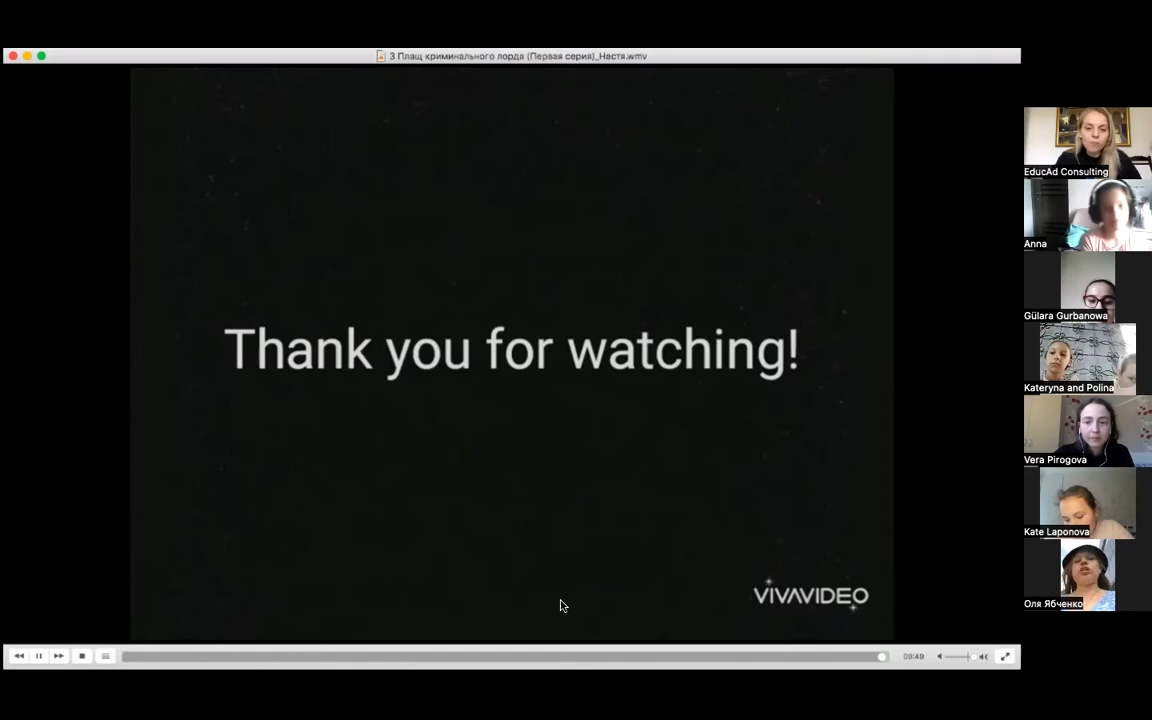 3 Плащ криминального лорда (Первая серия)_Настя.wmv
Thank you for watching!
VIVAVIDEO
09:49
EducAd Consulting
Anna
Gülara Gurbanowa
Kateryna and Polina
Vera Pirogova
Kate Laponova
Оля Ябченко